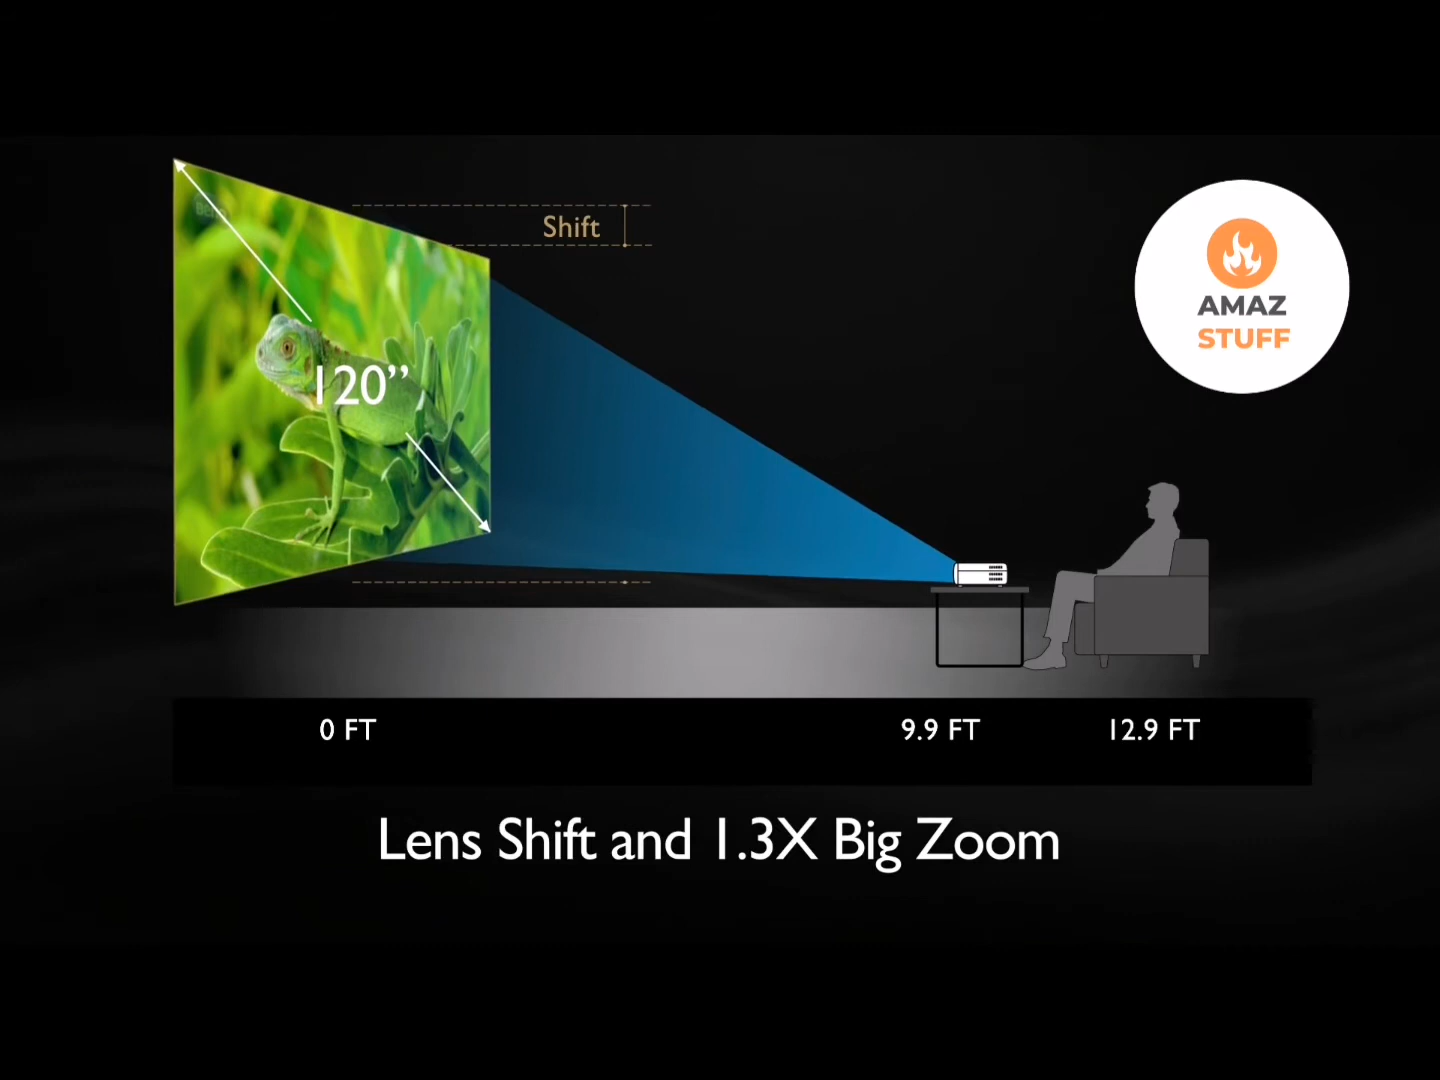 Shift
120”
AMAZ
STUFF
0 FT
9.9 FT
12.9 FT
Lens Shift and 1.3X Big Zoom